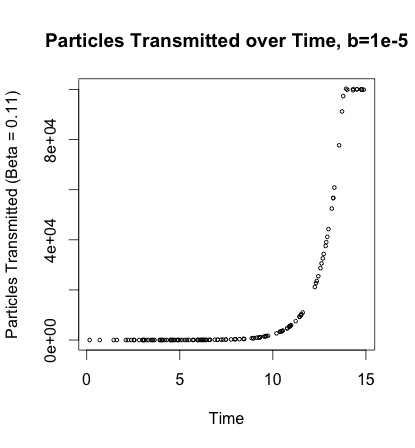 Particles Transmitted over Time, b=1e-5
Particles Transmitted (Beta = 0.11)
8e+04
4e+04
0e+00
0 5 10 15
Time